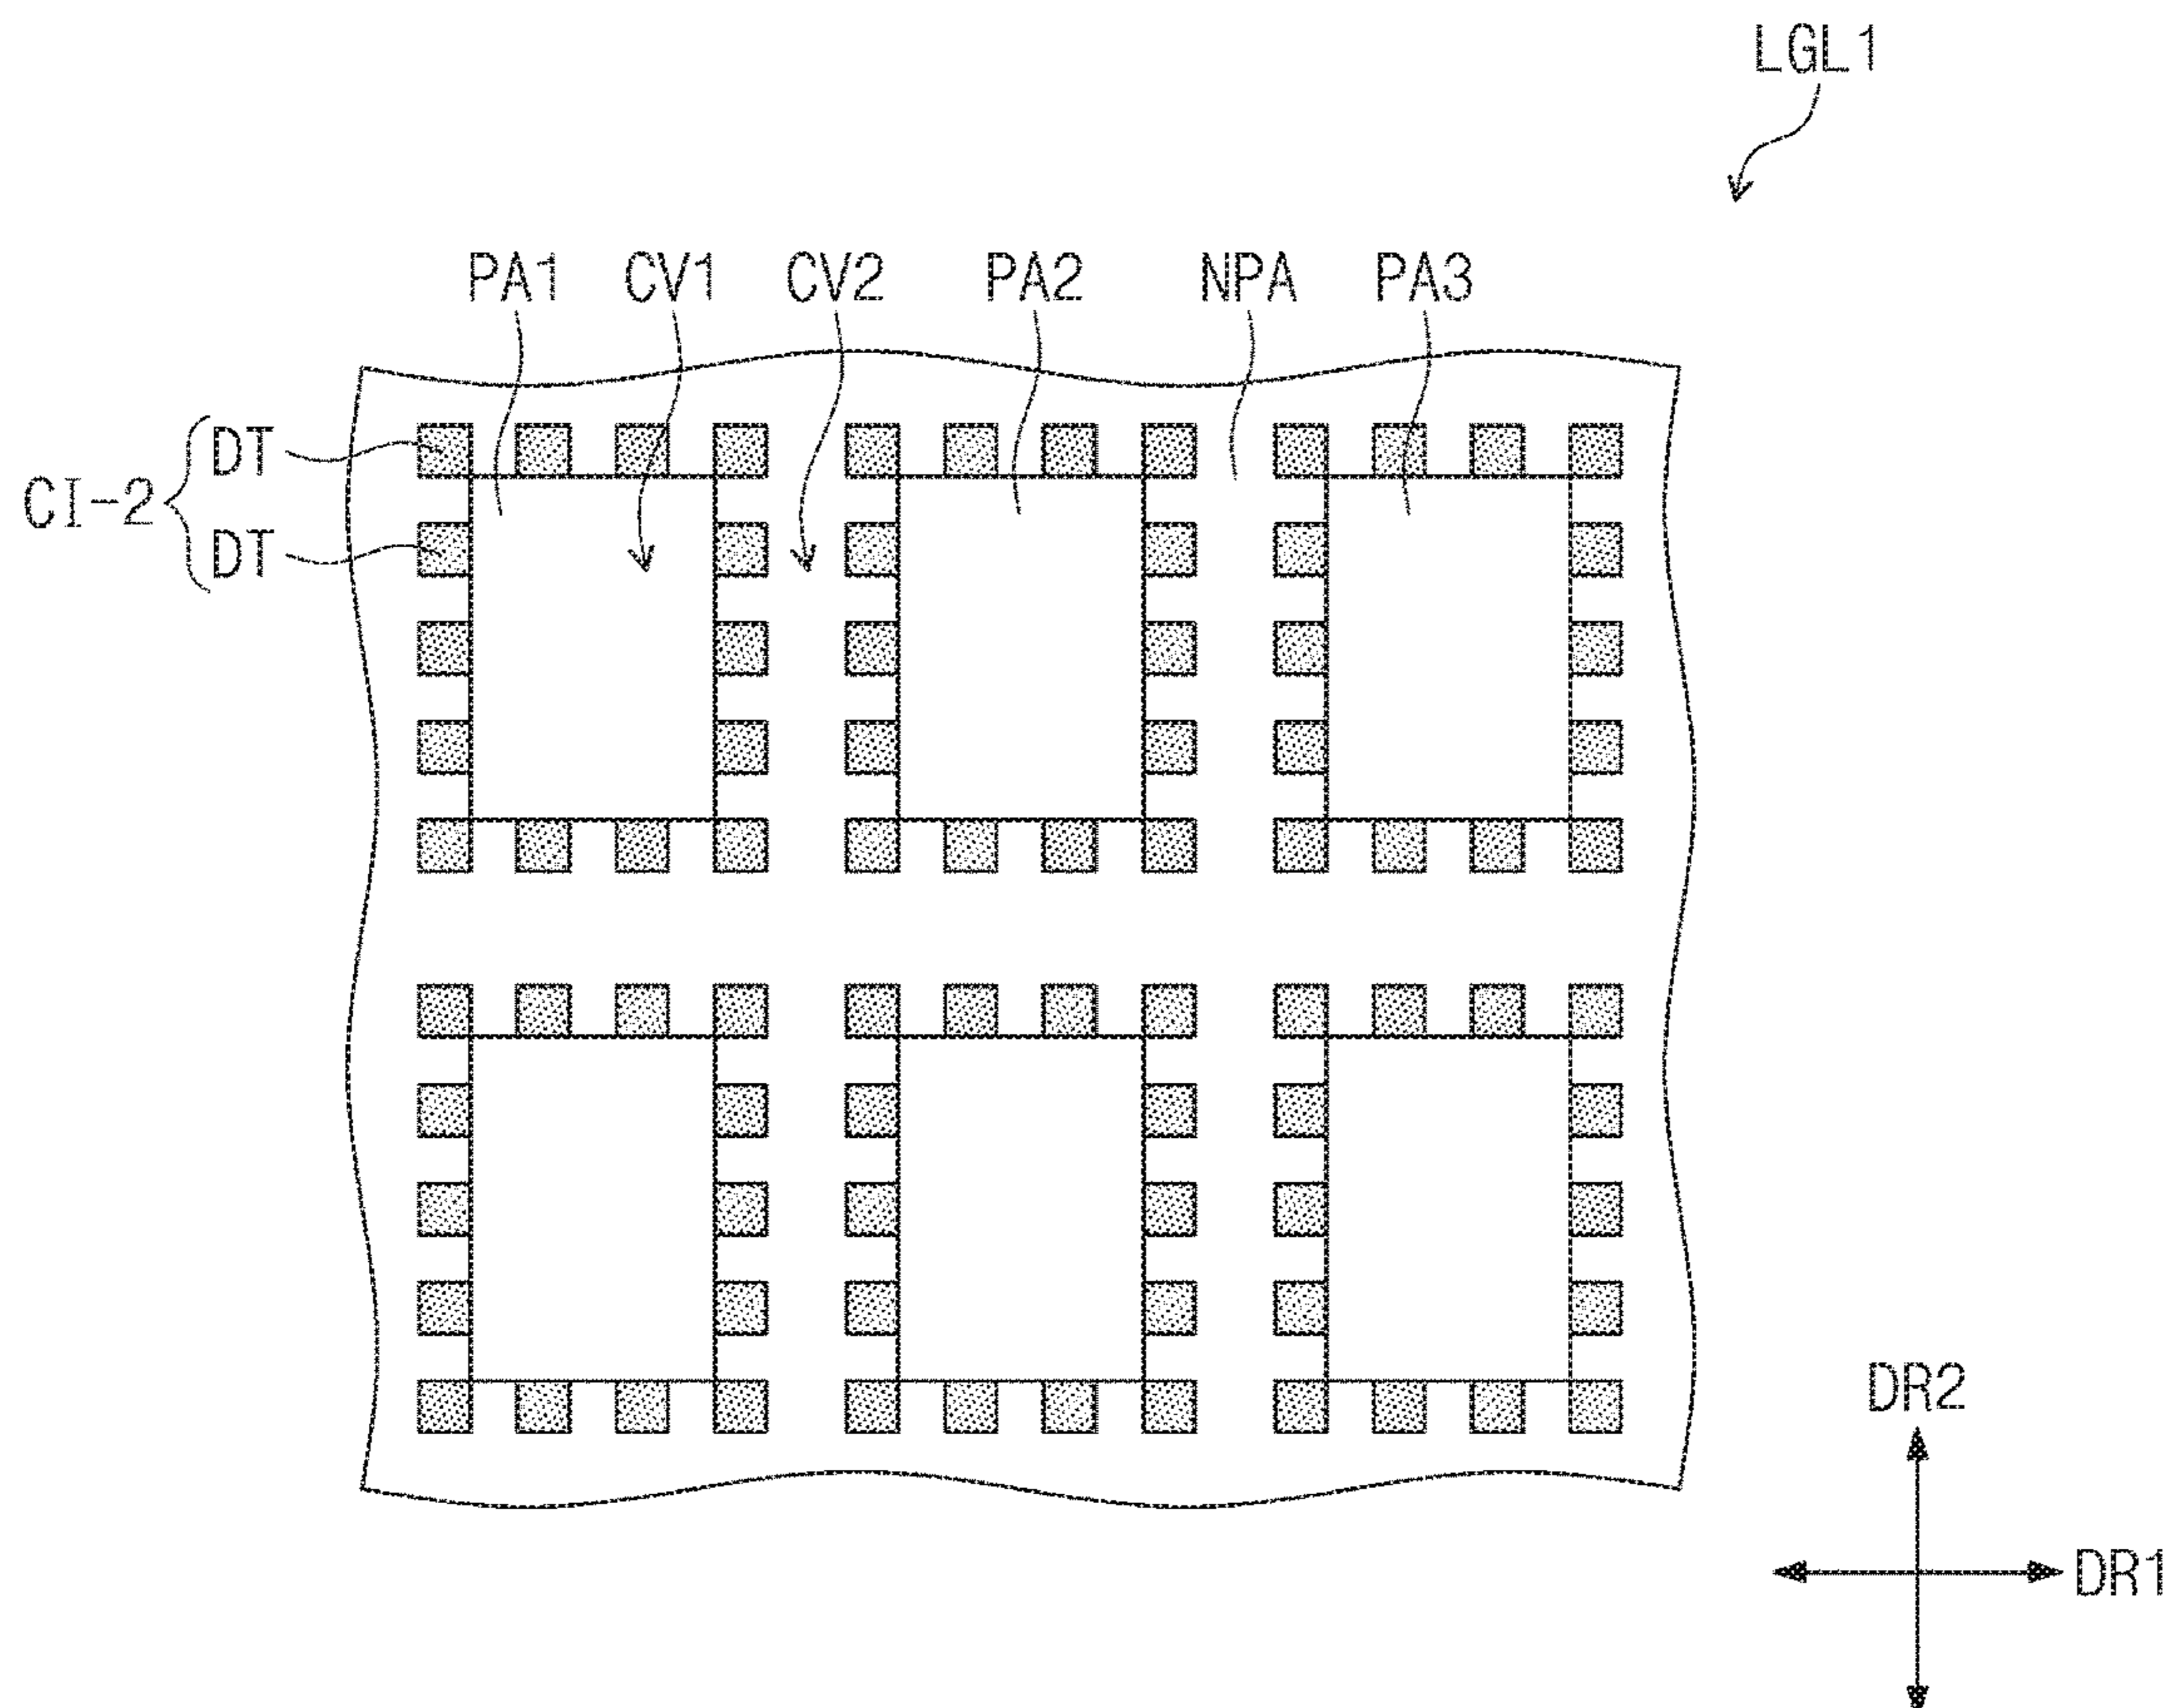 LGL1
PA1 CV1 CV2 PA2 NPA PA3
DT
CI-2
DT
DR2
DR1